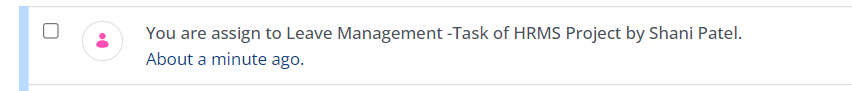 You are assign to Leave Management -Task of HRMS Project by Shani Patel.
About a minute ago.